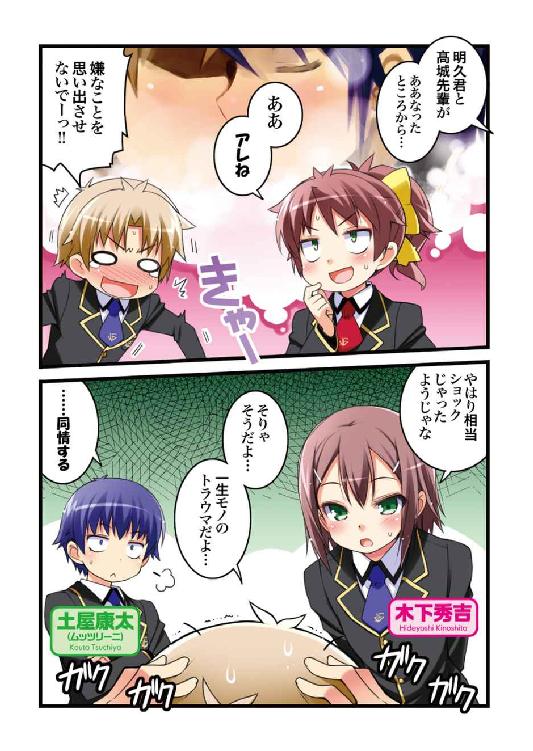 明久君と
高城先輩が
ああなった
ところから…
ああ
アレね
嫌なことを
思い出させ
ないでーっ!!
きゃー
やはり相当
ショック
じゃった
ようじゃな
そりゃ
そうだよ…
一生モノの
トラウマだよ…
……同情する
木下秀吉
Hideyoshi Kinoshita
土屋康太
(ムッツリーニ)
Kouta Tsuchiya
ガク
ガク
ガク
ガク